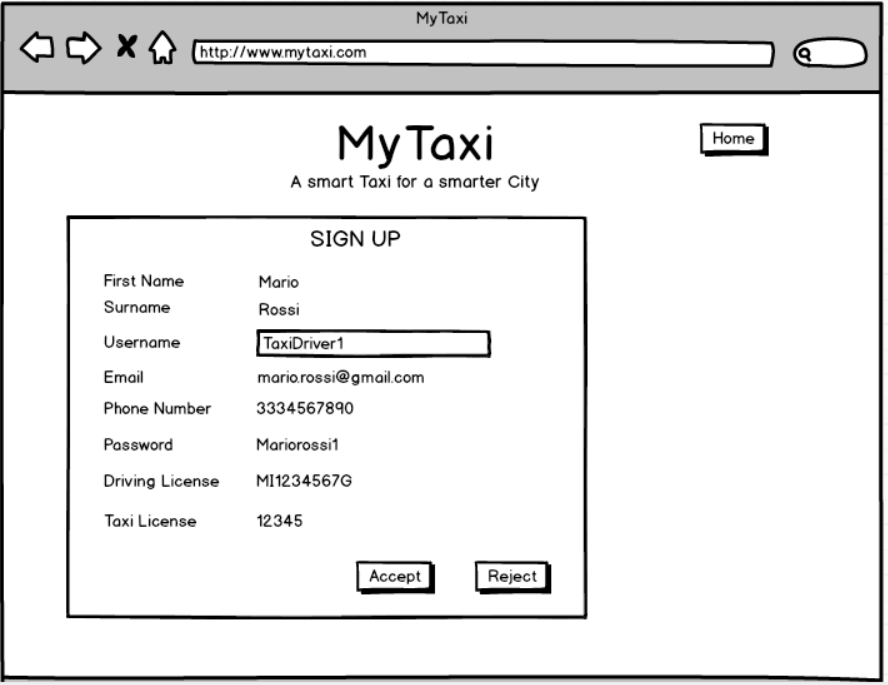 MyTaxi
http://www.mytaxi.com
MyTaxi
Home
A smart Taxi for a smarter City
SIGN UP
First Name Mario
Surname Rossi
Username TaxiDriver1
Email mario.rossi@gmail.com
Phone Number 3334567890
Password Mariorossi1
Driving License MI1234567G
Taxi License 12345
Accept Reject